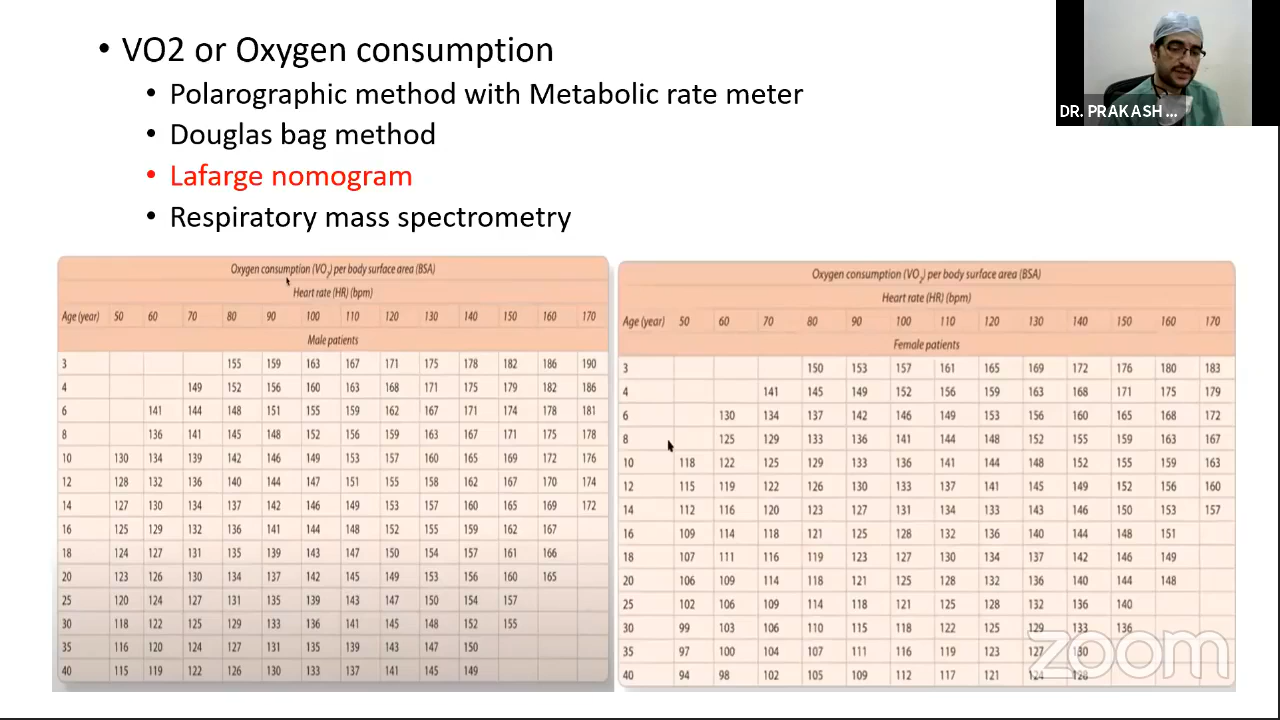 • VO2 or Oxygen consumption
• Polarographic method with Metabolic rate meter
• Douglas bag method
• Lafarge nomogram
• Respiratory mass spectrometry
DR. PRAKASH ...
Oxygen consumption (VO2) per body surface area (BSA)
Heart rate (HR) (bpm)
Age (year) 50 60 70 80 90 100 110 120 130 140 150 160 170
Male patients
3 155 159 163 167 171 175 178 182 186 190
4 149 152 156 160 163 168 171 175 179 182 186
6 141 144 148 151 155 159 162 167 171 174 178 181
8 136 141 145 148 152 156 159 163 167 171 175 178
10 130 134 139 142 146 149 153 157 160 165 169 172 176
12 128 132 136 140 144 147 151 155 158 162 167 170 174
14 127 130 134 137 142 146 149 153 157 160 165 169 172
16 125 129 132 136 141 144 148 152 155 159 162 167
18 124 127 131 135 139 143 147 150 154 157 161 166
20 123 126 130 134 137 142 145 149 153 156 160 165
25 120 124 127 131 135 139 143 147 150 154 157
30 118 122 125 129 133 136 141 145 148 152 155
35 116 120 124 127 131 135 139 143 147 150
40 115 119 122 126 130 133 137 141 145 149
Oxygen consumption (VO2) per body surface area (BSA)
Heart rate (HR) (bpm)
Age (year) 50 60 70 80 90 100 110 120 130 140 150 160 170
Female patients
3 150 153 157 161 165 169 172 176 180 183
4 141 145 149 152 156 159 163 168 171 175 179
6 130 134 137 142 146 149 153 156 160 165 168 172
8 125 129 133 136 141 144 148 152 155 159 163 167
10 118 122 125 129 133 136 141 144 148 152 155 159 163
12 115 119 122 126 130 133 137 141 145 149 152 156 160
14 112 116 120 123 127 131 134 133 143 146 150 153 157
16 109 114 118 121 125 128 132 136 140 144 148 151
18 107 111 116 119 123 127 130 134 137 142 146 149
20 106 109 114 118 121 125 128 132 136 140 144 148
25 102 106 109 114 118 121 125 128 132 136 140
30 99 103 106 110 115 118 122 125 129 133 136
35 97 100 104 107 111 116 119 123 127 130
40 94 98 102 105 109 112 117 121 124 128
zoom